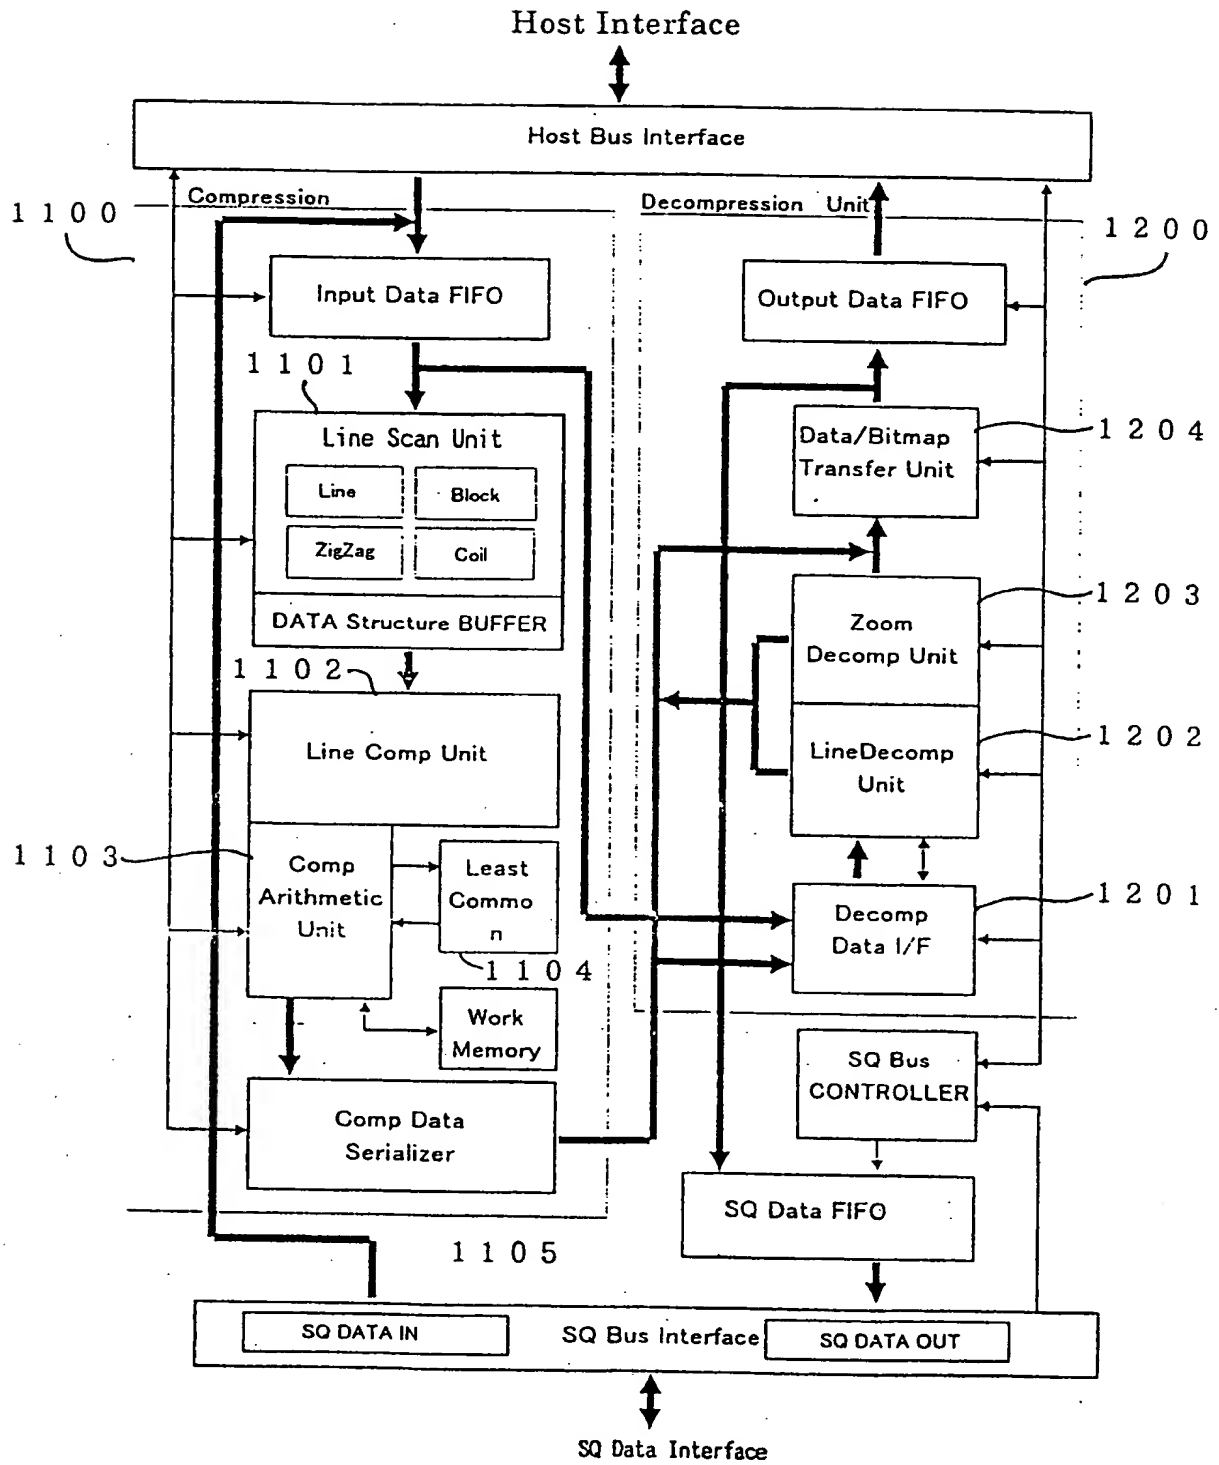 Host Interface
Host Bus Interface
Compression
Decompression Unit
1100
1200
Input Data FIFO
Output Data FIFO
1101
Line Scan Unit
Line
Block
ZigZag
Coil
DATA Structure BUFFER
Data/Bitmap
Transfer Unit
1204
1102
Line Comp Unit
Zoom
Decomp Unit
1203
LineDecomp
Unit
1202
1103
Comp
Arithmetic
Unit
Least
Commo
n
1104
Decomp
Data I/F
1201
Work
Memory
SQ Bus
CONTROLLER
Comp Data
Serializer
SQ Data FIFO
1105
SQ DATA IN
SQ Bus Interface
SQ DATA OUT
SQ Data Interface